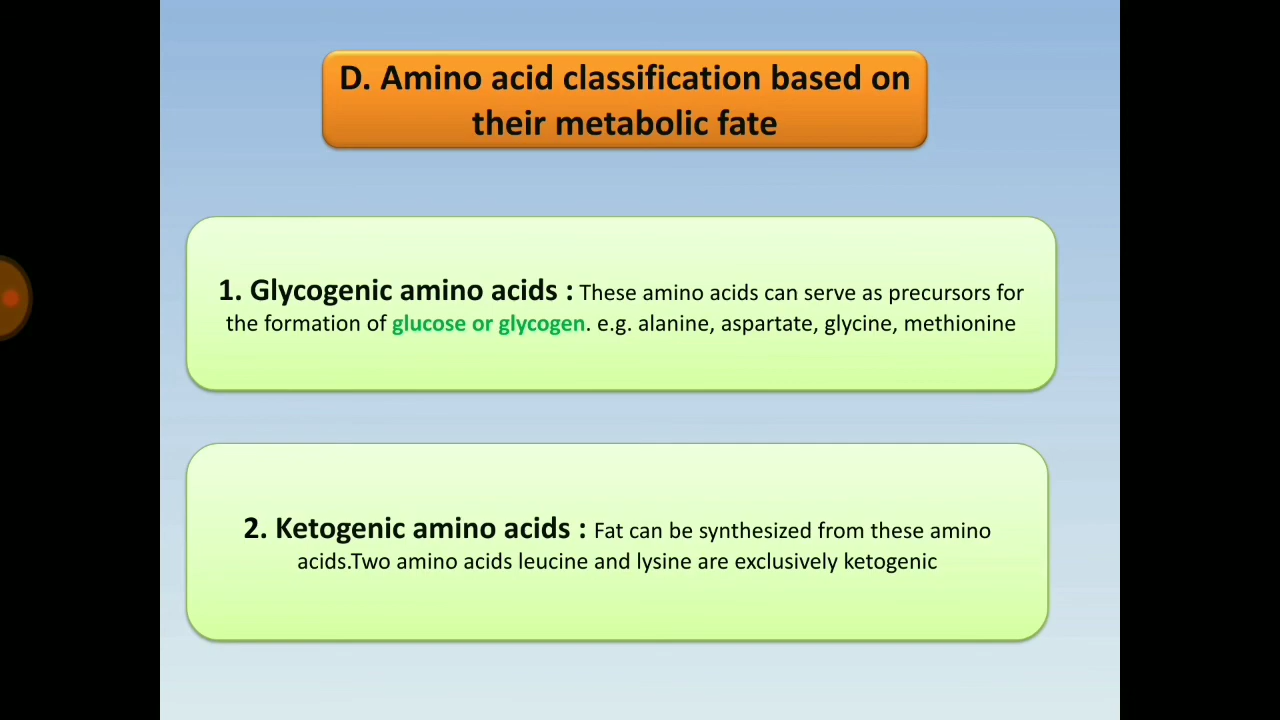 D. Amino acid classification based on
their metabolic fate
1. Glycogenic amino acids : These amino acids can serve as precursors for
the formation of glucose or glycogen. e.g. alanine, aspartate, glycine, methionine
2. Ketogenic amino acids : Fat can be synthesized from these amino
acids.Two amino acids leucine and lysine are exclusively ketogenic